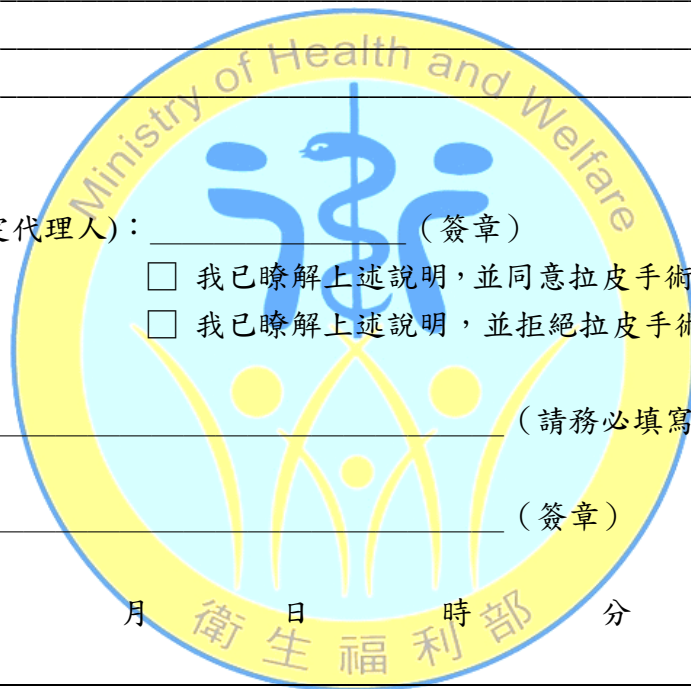 Ministry of Health and Welfare
定代理人)：________________（簽章）
□ 我已瞭解上述說明，並同意拉皮手術
□ 我已瞭解上述說明，並拒絕拉皮手術
________________（請務必填寫
________________（簽章）
月 日 時 分
衛生福利部